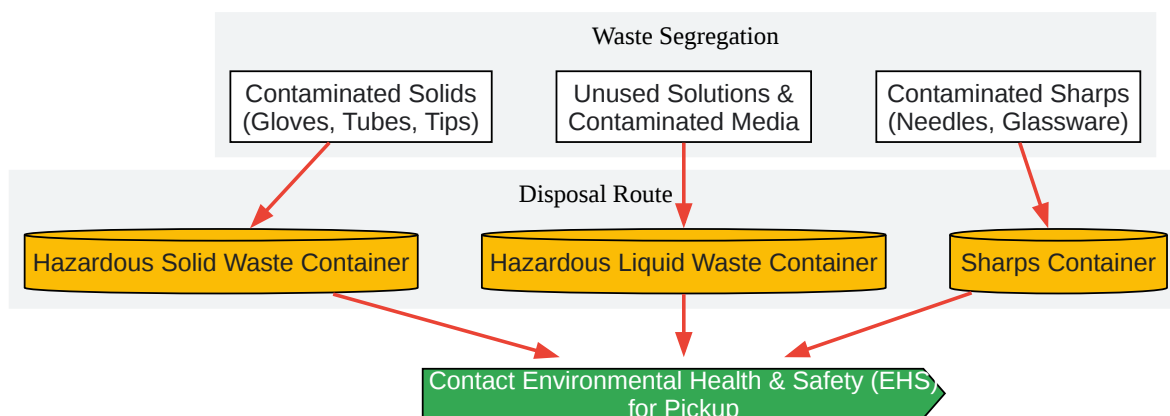 Waste Segregation
Contaminated Solids
(Gloves, Tubes, Tips)
Unused Solutions &
Contaminated Media
Contaminated Sharps
(Needles, Glassware)
Disposal Route
Hazardous Solid Waste Container
Hazardous Liquid Waste Container
Sharps Container
Contact Environmental Health & Safety (EHS)
for Pickup